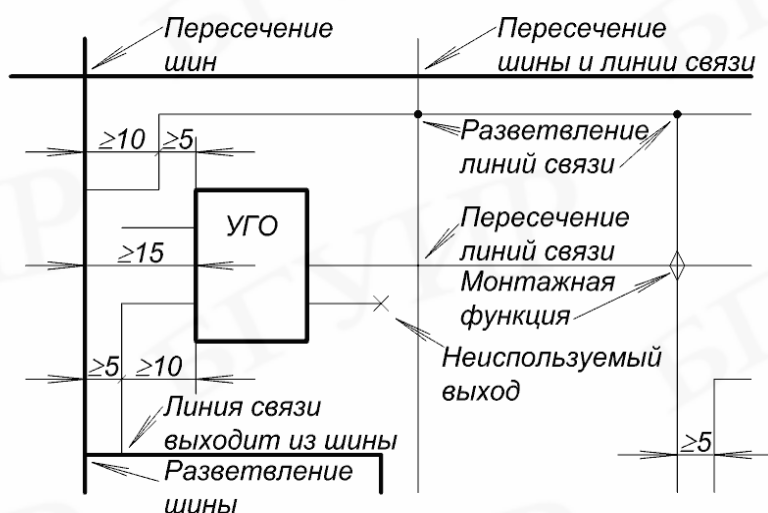 Пересечение
шин
Пересечение
шины и линии связи
≥10
≥5
Разветвление
линий связи
УГО
Пересечение
линий связи
≥15
Монтажная
функция
Неиспользуемый
выход
≥5
≥10
Линия связи
выходит из шины
≥5
Разветвление
шины
БГУИР